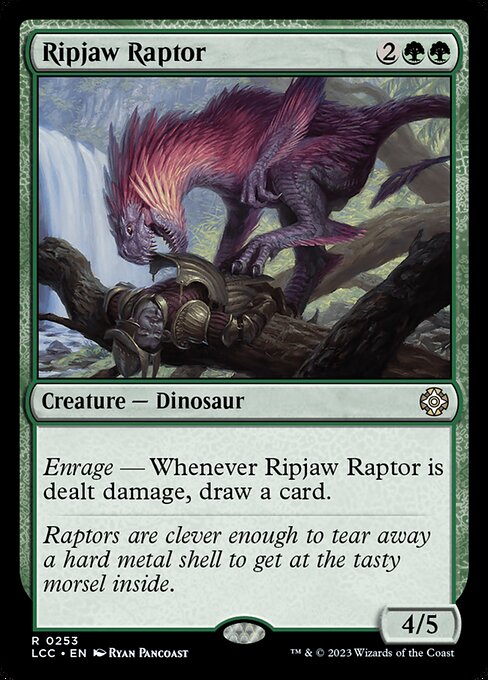 Ripjaw Raptor 2
Creature — Dinosaur
Enrage — Whenever Ripjaw Raptor is
dealt damage, draw a card.
Raptors are clever enough to tear away
a hard metal shell to get at the tasty
morsel inside.
4/5
R 0253
LCC • EN Ryan Pancoast
™ & © 2023 Wizards of the Coast